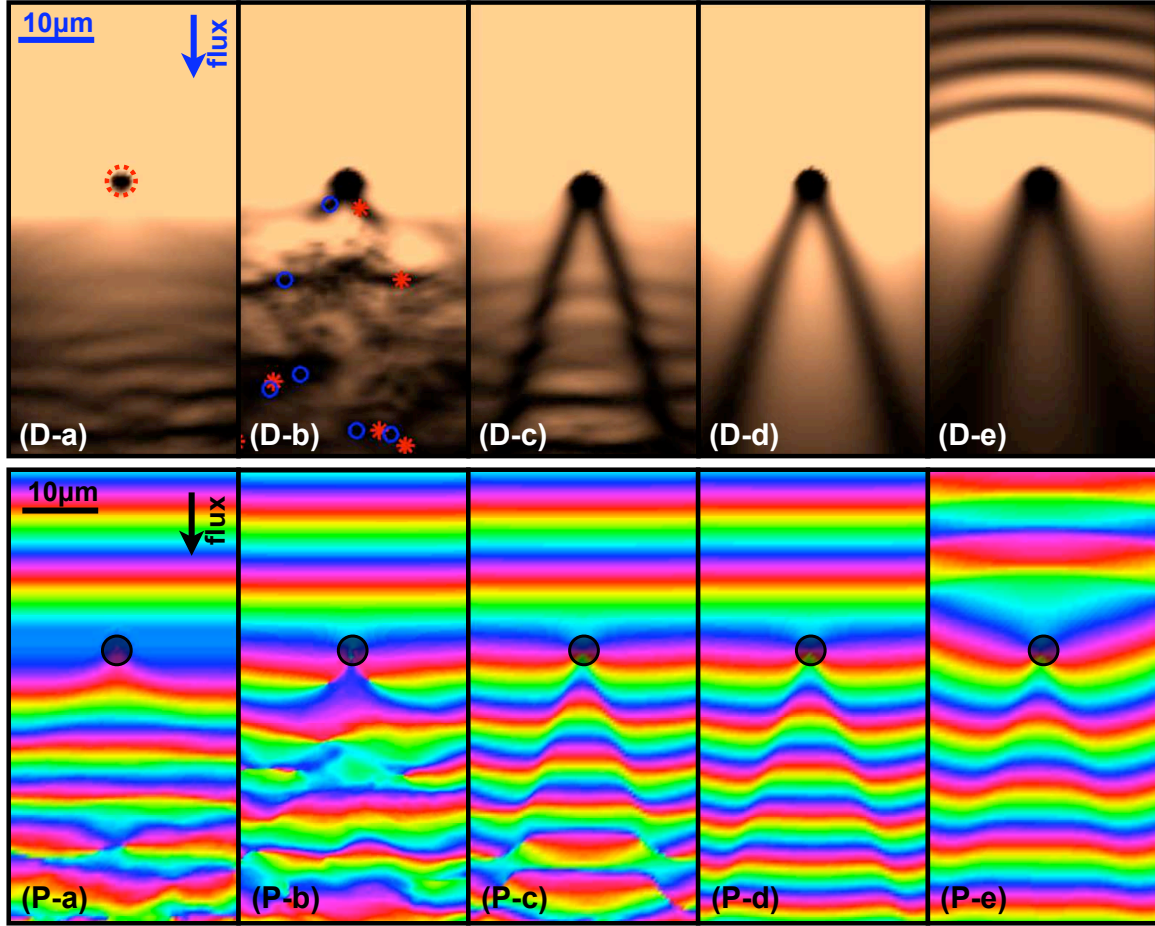 10µm
flux
(D-a)
(D-b)
(D-c)
(D-d)
(D-e)
10µm
flux
(P-a)
(P-b)
(P-c)
(P-d)
(P-e)